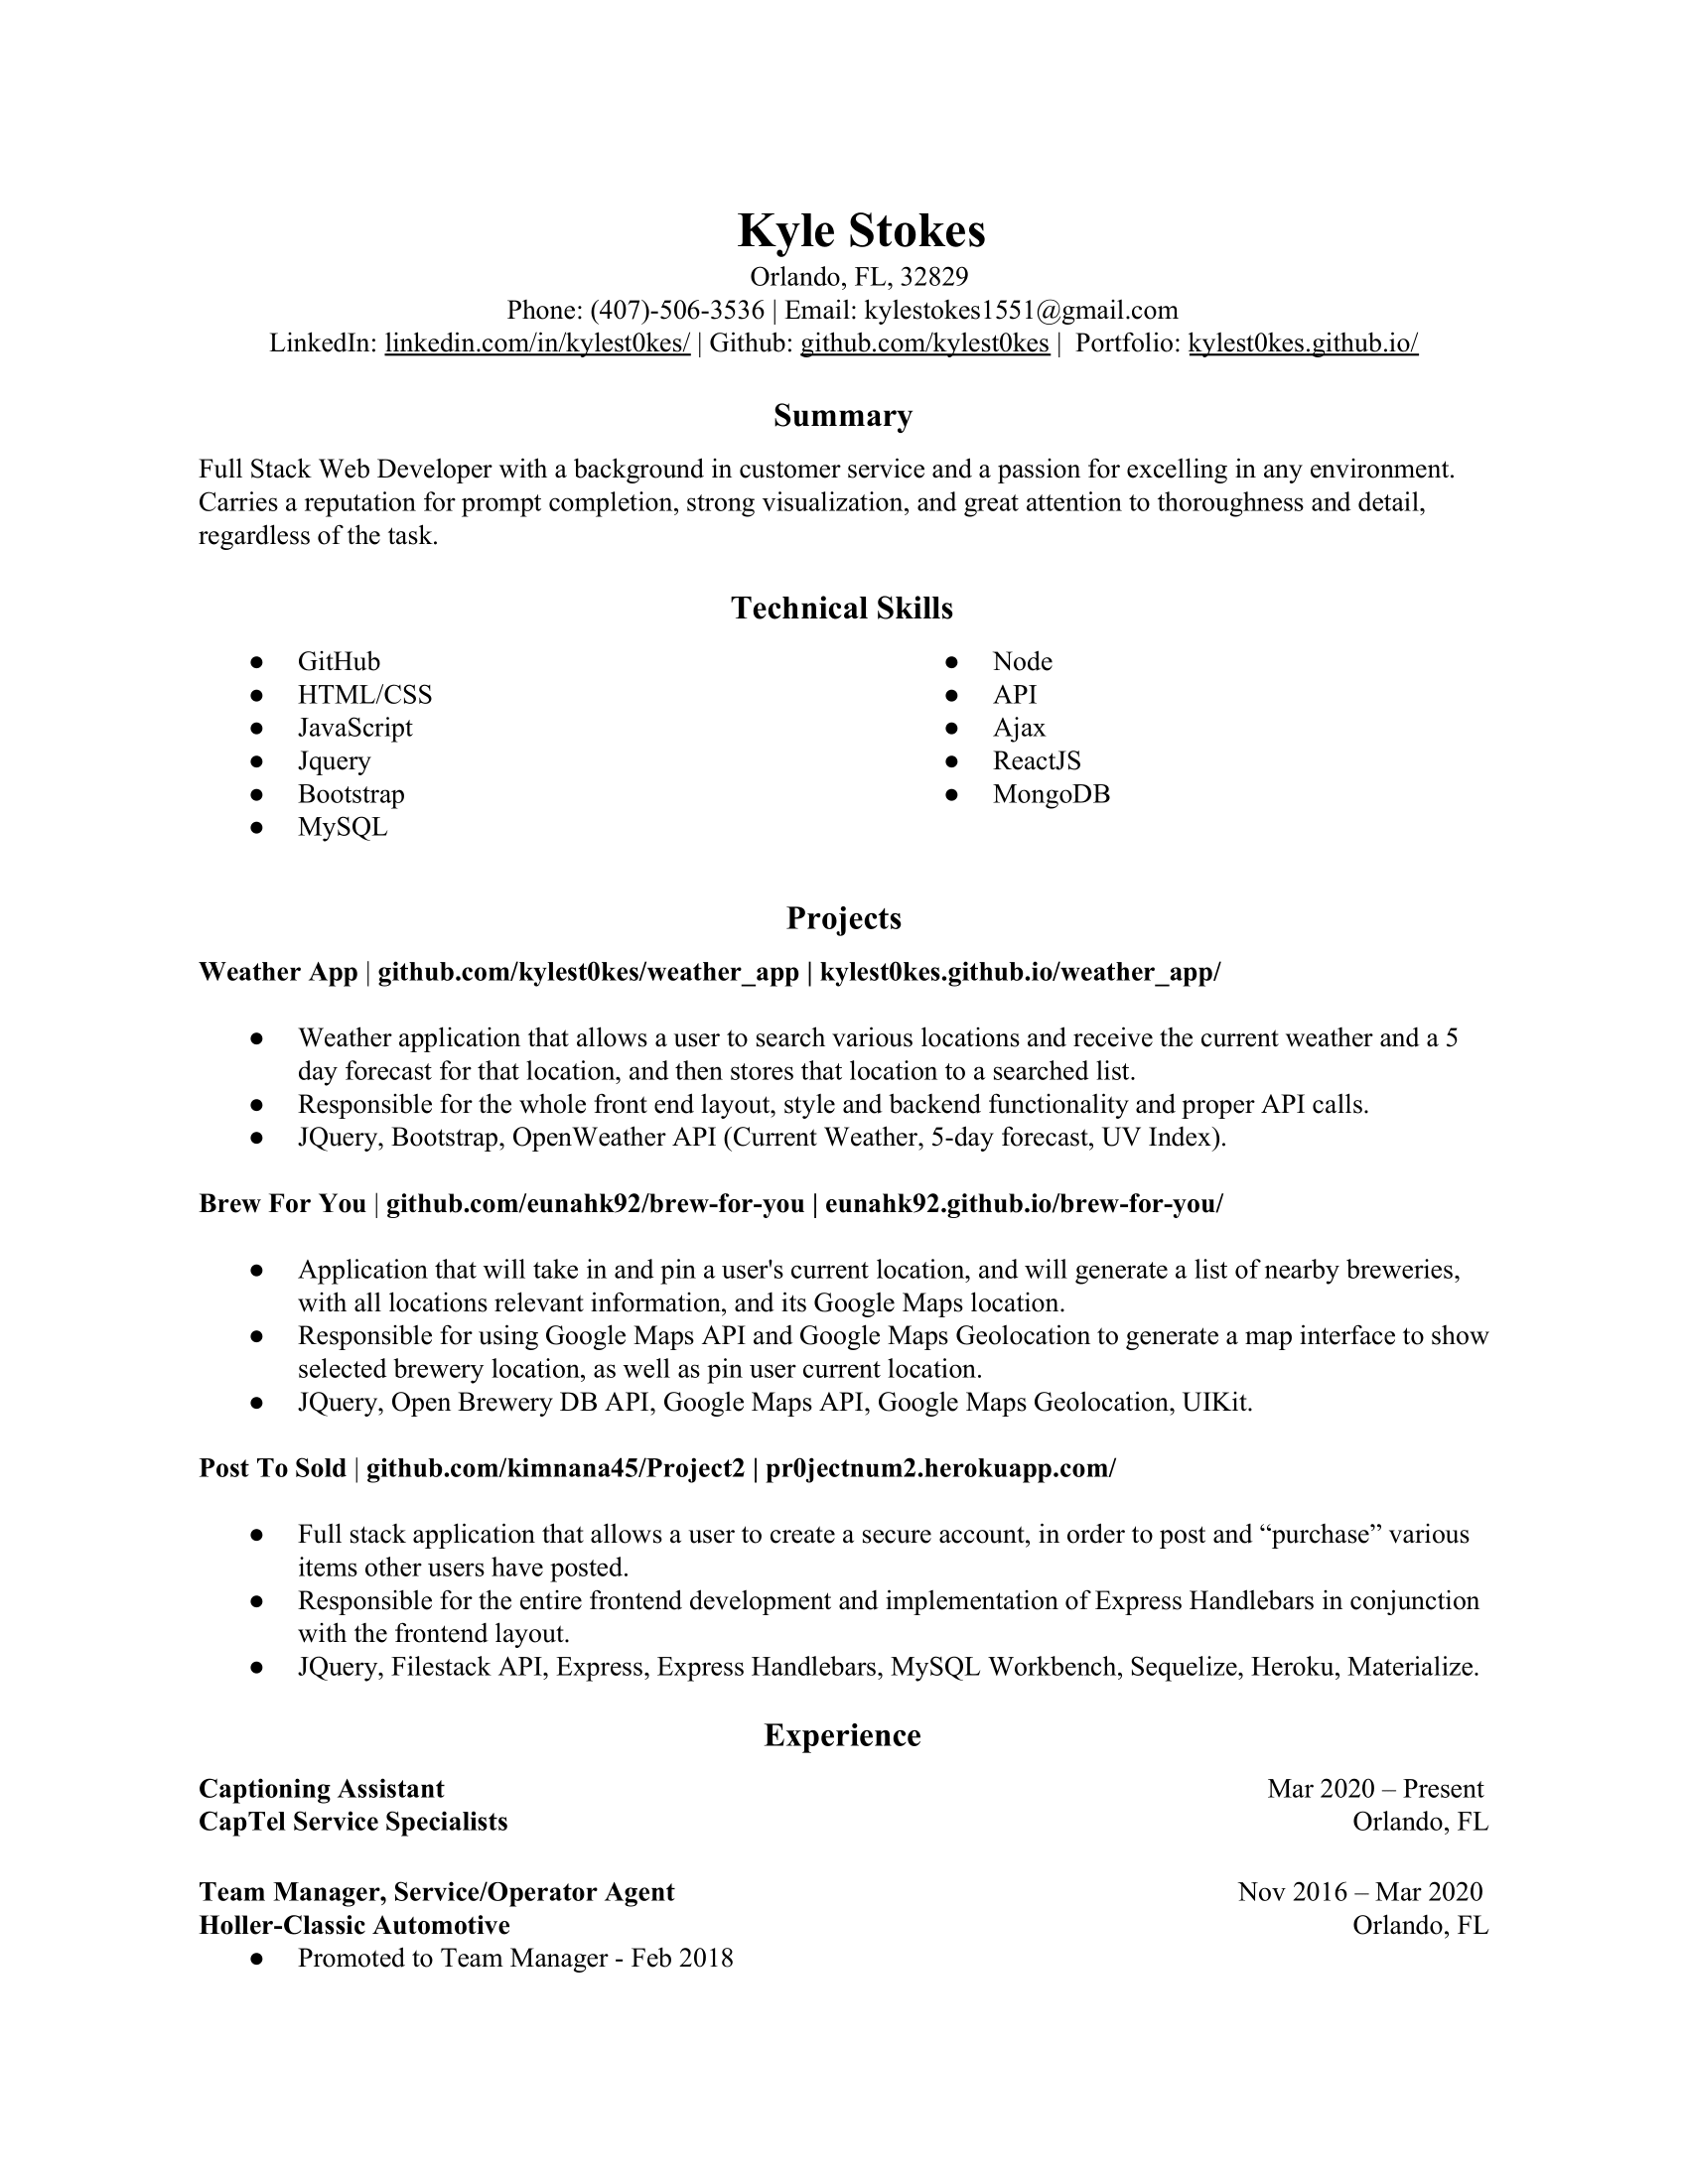 Kyle Stokes
Orlando, FL, 32829
Phone: (407)-506-3536 | Email: kylestokes1551@gmail.com
LinkedIn: linkedin.com/in/kylest0kes/ | Github: github.com/kylest0kes | Portfolio: kylest0kes.github.io/
Summary
Full Stack Web Developer with a background in customer service and a passion for excelling in any environment.
Carries a reputation for prompt completion, strong visualization, and great attention to thoroughness and detail,
regardless of the task.
Technical Skills
● GitHub
● HTML/CSS
● JavaScript
● Jquery
● Bootstrap
● MySQL
● Node
● API
● Ajax
● ReactJS
● MongoDB
Projects
Weather App | github.com/kylest0kes/weather_app | kylest0kes.github.io/weather_app/
● Weather application that allows a user to search various locations and receive the current weather and a 5
day forecast for that location, and then stores that location to a searched list.
● Responsible for the whole front end layout, style and backend functionality and proper API calls.
● JQuery, Bootstrap, OpenWeather API (Current Weather, 5-day forecast, UV Index).
Brew For You | github.com/eunahk92/brew-for-you | eunahk92.github.io/brew-for-you/
● Application that will take in and pin a user's current location, and will generate a list of nearby breweries,
with all locations relevant information, and its Google Maps location.
● Responsible for using Google Maps API and Google Maps Geolocation to generate a map interface to show
selected brewery location, as well as pin user current location.
● JQuery, Open Brewery DB API, Google Maps API, Google Maps Geolocation, UIKit.
Post To Sold | github.com/kimnana45/Project2 | pr0jectnum2.herokuapp.com/
● Full stack application that allows a user to create a secure account, in order to post and “purchase” various
items other users have posted.
● Responsible for the entire frontend development and implementation of Express Handlebars in conjunction
with the frontend layout.
● JQuery, Filestack API, Express, Express Handlebars, MySQL Workbench, Sequelize, Heroku, Materialize.
Experience
Captioning Assistant Mar 2020 – Present
CapTel Service Specialists Orlando, FL
Team Manager, Service/Operator Agent Nov 2016 – Mar 2020
Holler-Classic Automotive Orlando, FL
● Promoted to Team Manager - Feb 2018